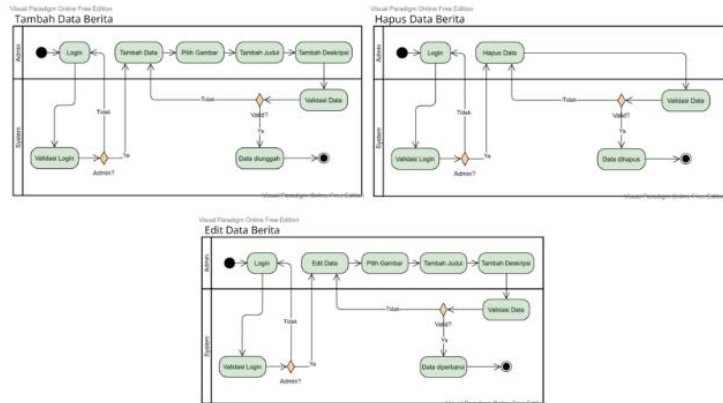 Visual Paradigm Online Free Edition
Tambah Data Berita
Admin
Login
Tambah Data
Pilih Gambar
Tambah Judul
Tambah Deskripsi
Tidak
Tidak
Validasi Data
Valid?
System
Ya
Validasi Login
Ya
Data diunggah
Admin?
Visual Paradigm Online Free Edition
Visual Paradigm Online Free Edition
Hapus Data Berita
Admin
Login
Hapus Data
Tidak
Tidak
Validasi Data
Valid?
System
Ya
Validasi Login
Ya
Data dihapus
Admin?
Visual Paradigm Online Free Edition
Visual Paradigm Online Free Edition
Edit Data Berita
Admin
Login
Edit Data
Pilih Gambar
Tambah Judul
Tambah Deskripsi
Tidak
Tidak
Validasi Data
Valid?
System
Ya
Validasi Login
Ya
Data diperbarui
Admin?
Visual Paradigm Online Free Edition